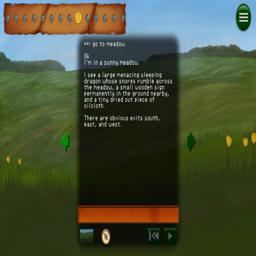 =>! go to meadow.
Ok
I'm in a sunny meadow.
I see a large menacing sleeping
dragon whose snores rumble across
the meadow, a small wooden sign
permanently in the ground nearby,
and a tiny dried out piece of
oilcloth.
There are obvious exits south,
east, and west.